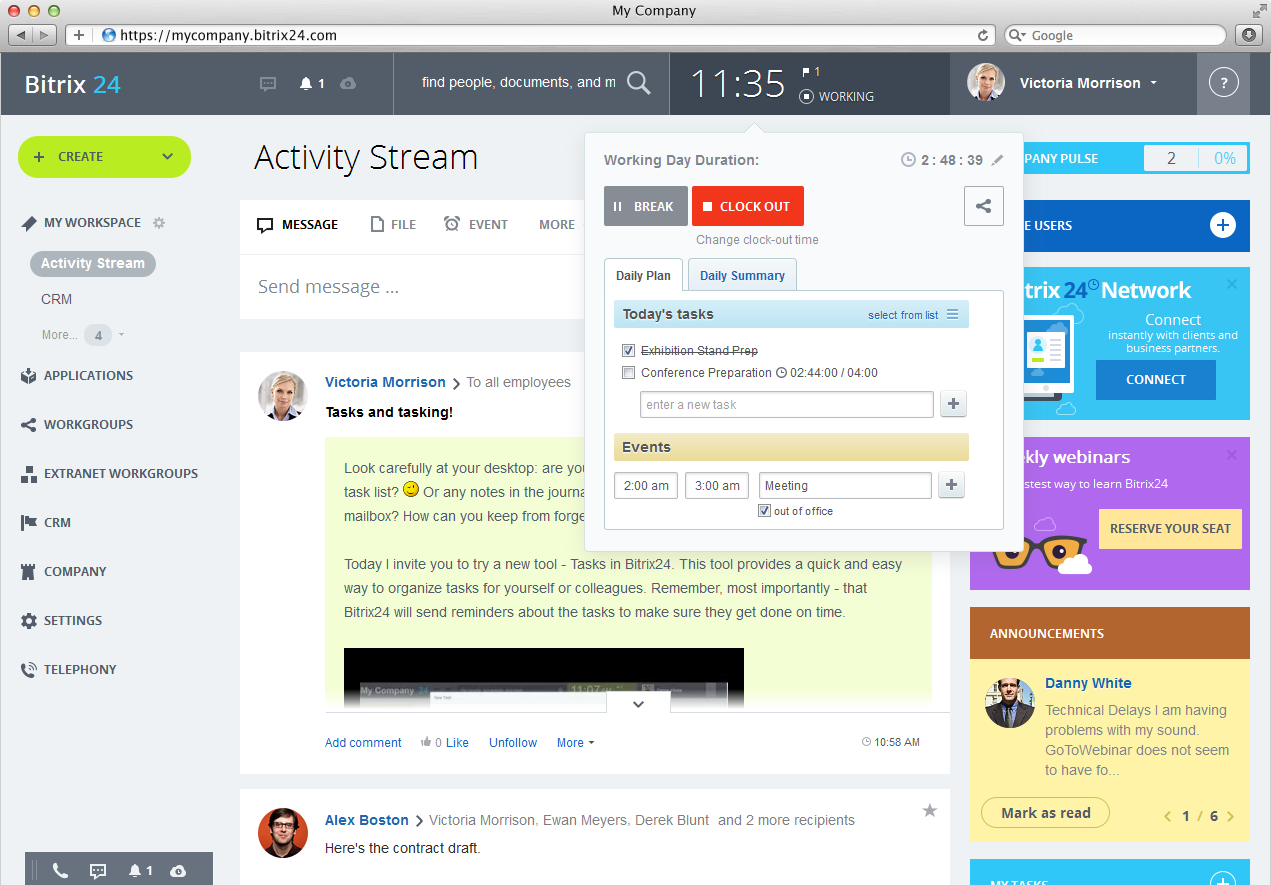 My Company
https://mycompany.bitrix24.com
Google
Bitrix 24
1
find people, documents, and m
11:35
1
WORKING
Victoria Morrison
?
CREATE
MY WORKSPACE
Activity Stream
CRM
More... 4
APPLICATIONS
WORKGROUPS
EXTRANET WORKGROUPS
CRM
COMPANY
SETTINGS
TELEPHONY
1
Activity Stream
MESSAGE
FILE
EVENT
MORE
Send message ...
Victoria Morrison To all employees
Tasks and tasking!
Look carefully at your desktop: are you
task list? Or any notes in the journa
mailbox? How can you keep from forge
Today I invite you to try a new tool - Tasks in Bitrix24. This tool provides a quick and easy
way to organize tasks for yourself or colleagues. Remember, most importantly - that
Bitrix24 will send reminders about the tasks to make sure they get done on time.
My Company 24
11:07
Add comment 0 Like Unfollow More 10:58 AM
Alex Boston Victoria Morrison, Ewan Meyers, Derek Blunt and 2 more recipients
Here's the contract draft.
Working Day Duration: 2 : 48 : 39
BREAK
CLOCK OUT
Change clock-out time
Daily Plan
Daily Summary
Today's tasks select from list
Exhibition Stand Prep
Conference Preparation 02:44:00 / 04:00
enter a new task
Events
2:00 am 3:00 am Meeting
out of office
PANY PULSE 2 0%
E USERS
trix 24 Network
Connect
instantly with clients and
business partners.
CONNECT
kly webinars
stest way to learn Bitrix24
RESERVE YOUR SEAT
ANNOUNCEMENTS
Danny White
Technical Delays I am having
problems with my sound.
GoToWebinar does not seem
to have fo...
Mark as read
1 / 6
MY TASKS